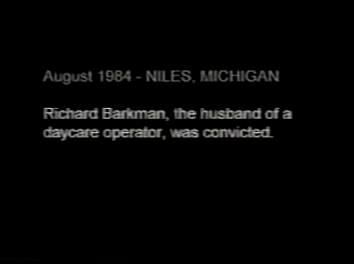 August 1984 - NILES, MICHIGAN
Richard Barkman, the husband of a
daycare operator, was convicted.